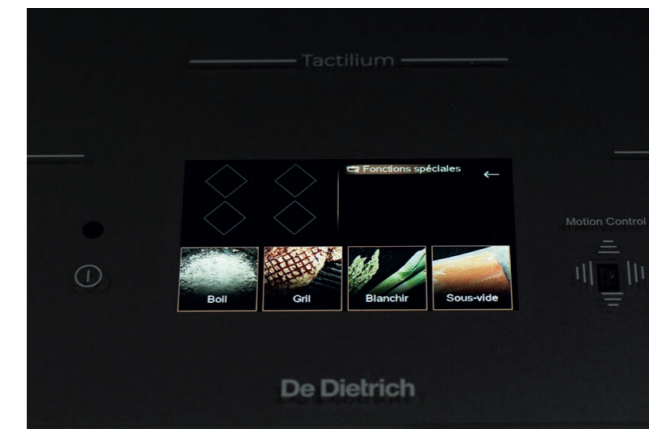 Tactilium
Fonctions spéciales
←
Motion Control
Boil
Gril
Blanchir
Sous-vide
De Dietrich